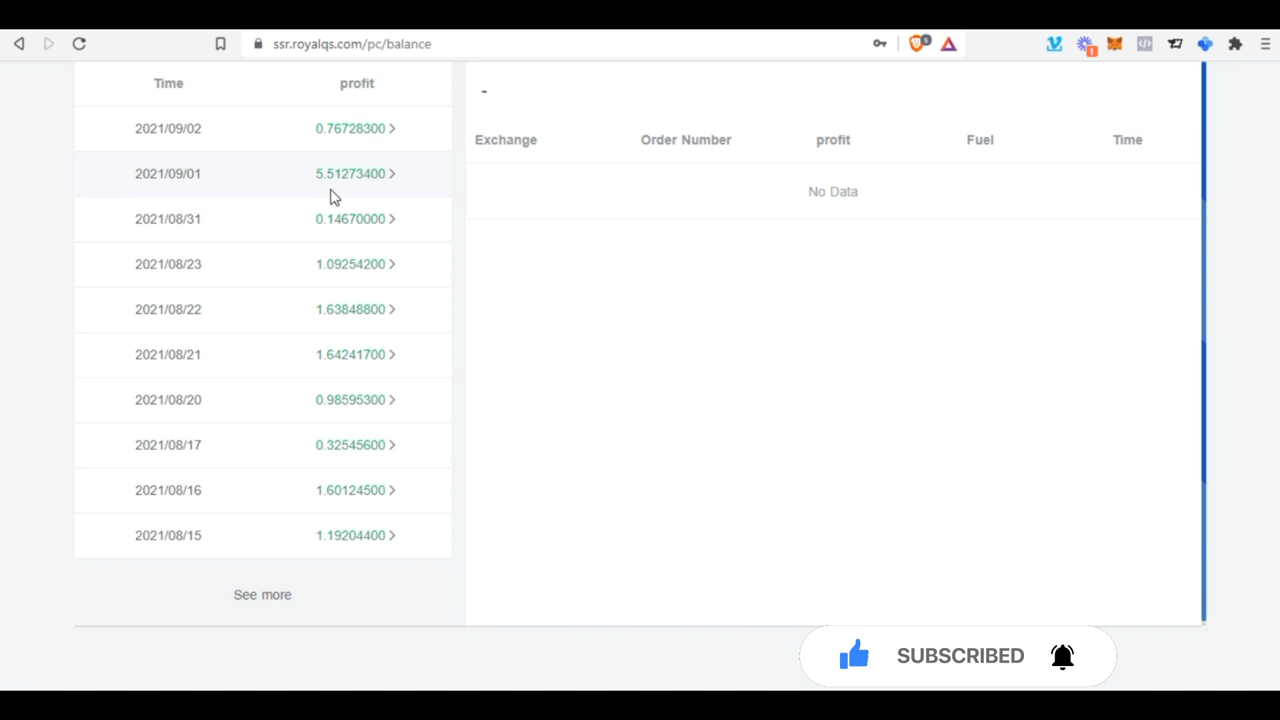 ssr.royalqs.com/pc/balance
Time profit
2021/09/02 0.76728300
2021/09/01 5.51273400
2021/08/31 0.14670000
2021/08/23 1.09254200
2021/08/22 1.63848800
2021/08/21 1.64241700
2021/08/20 0.98595300
2021/08/17 0.32545600
2021/08/16 1.60124500
2021/08/15 1.19204400
See more
-
Exchange Order Number profit Fuel Time
No Data
SUBSCRIBED